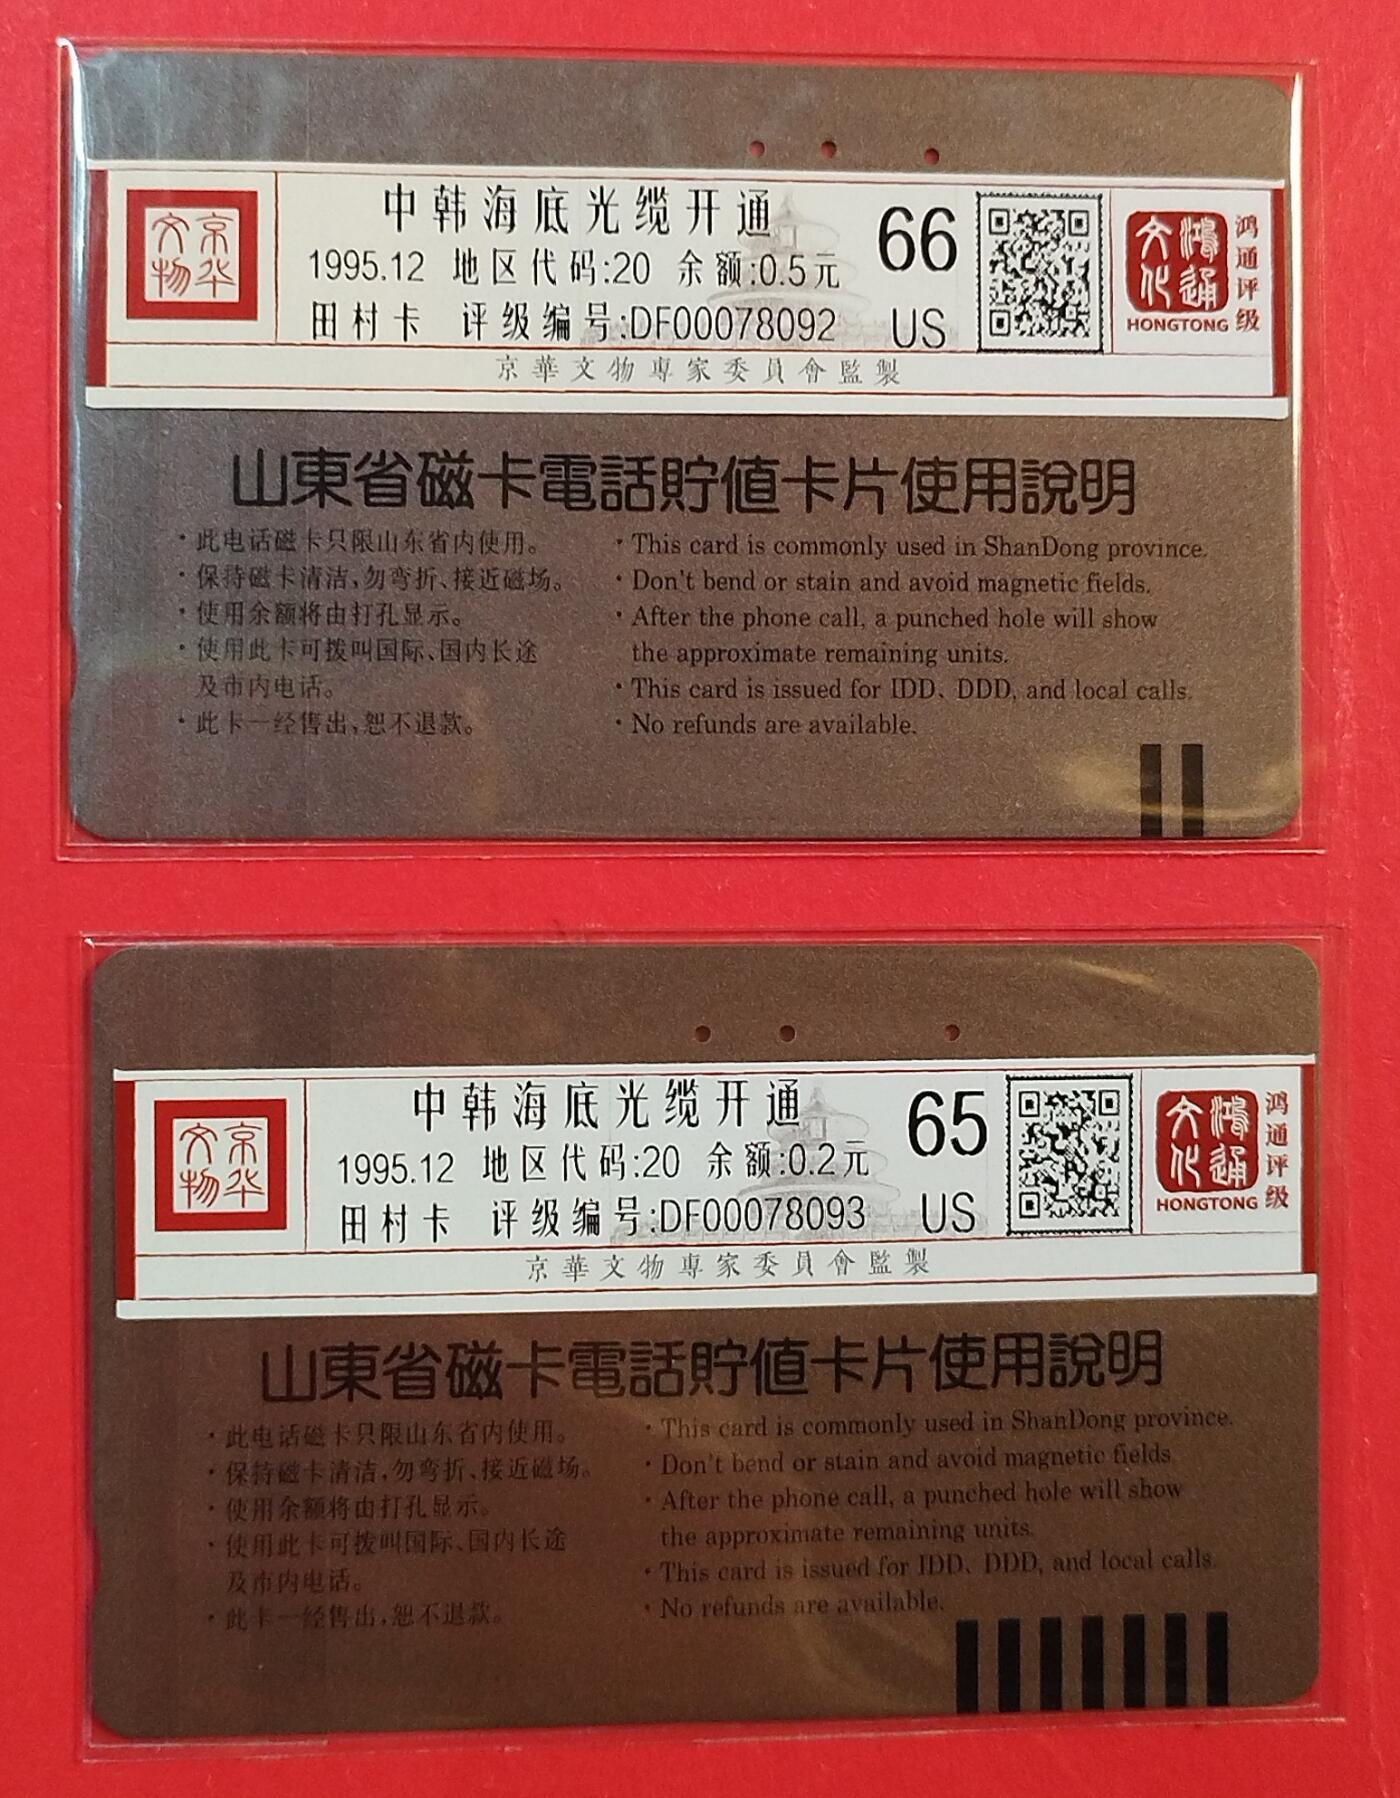 京华
文物
中韩海底光缆开通
1995.12 地区代码:20 余额:0.5元
田村卡 评级编号:DF00078092
66
US
鸿通
文化
HONGTONG
鸿通评级
京華文物專家委員會監製
山東省磁卡電話貯値卡片使用說明
·此电话磁卡只限山东省内使用。
·保持磁卡清洁,勿弯折、接近磁场。
·使用余额将由打孔显示。
·使用此卡可拨叫国际、国内长途
及市内电话。
·此卡一经售出,恕不退款。
·This card is commonly used in ShanDong province.
·Don't bend or stain and avoid magnetic fields.
·After the phone call, a punched hole will show
the approximate remaining units.
·This card is issued for IDD, DDD, and local calls.
·No refunds are available.
京华
文物
中韩海底光缆开通
1995.12 地区代码:20 余额:0.2元
田村卡 评级编号:DF00078093
65
US
鸿通
文化
HONGTONG
鸿通评级
京華文物專家委員會監製
山東省磁卡電話貯値卡片使用說明
·此电话磁卡只限山东省内使用。
·保持磁卡清洁,勿弯折、接近磁场。
·使用余额将由打孔显示。
·使用此卡可拨叫国际、国内长途
及市内电话。
·此卡一经售出,恕不退款。
·This card is commonly used in ShanDong province.
·Don't bend or stain and avoid magnetic fields.
·After the phone call, a punched hole will show
the approximate remaining units.
·This card is issued for IDD, DDD, and local calls.
·No refunds are available.